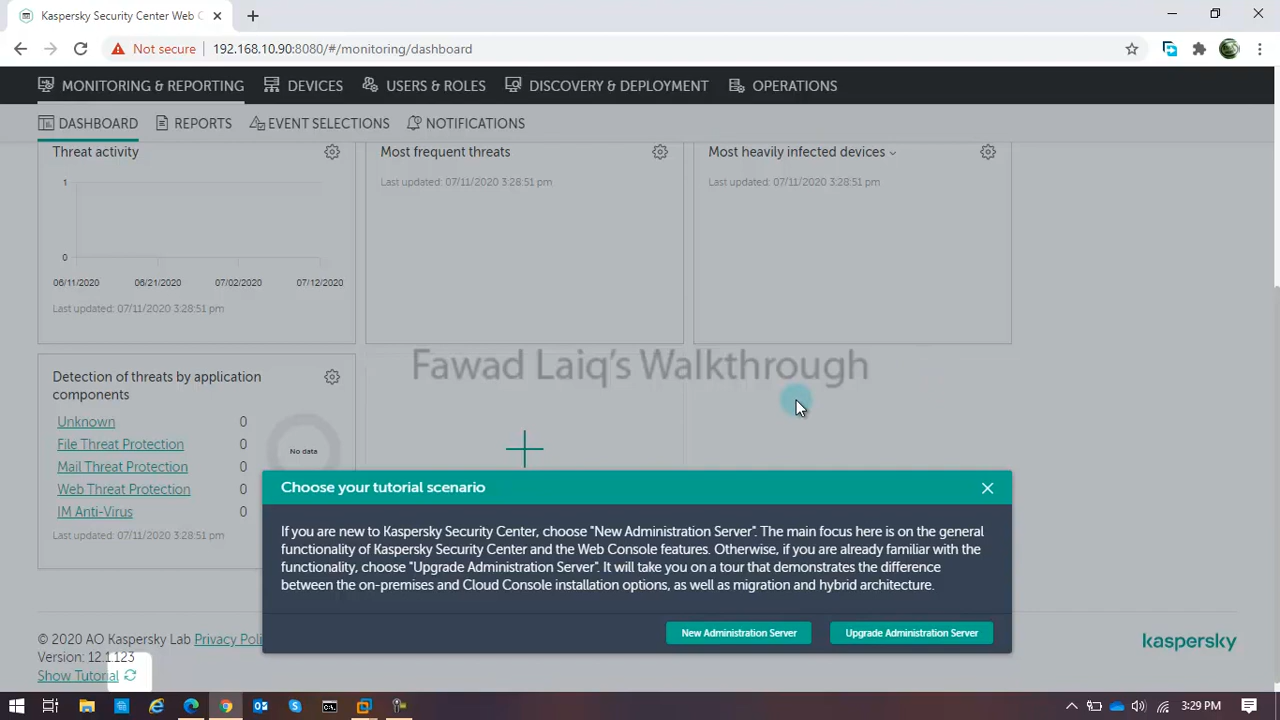 Kaspersky Security Center Web C
Not secure 192.168.10.90:8080/#/monitoring/dashboard
MONITORING & REPORTING DEVICES USERS & ROLES DISCOVERY & DEPLOYMENT OPERATIONS
DASHBOARD REPORTS EVENT SELECTIONS NOTIFICATIONS
Threat activity
1
0
06/11/2020 06/21/2020 07/02/2020 07/12/2020
Last updated: 07/11/2020 3:28:51 pm
Most frequent threats
Last updated: 07/11/2020 3:28:51 pm
Most heavily infected devices
Last updated: 07/11/2020 3:28:51 pm
Fawad Laiq's Walkthrough
Detection of threats by application
components
Unknown 0
File Threat Protection 0
Mail Threat Protection 0
Web Threat Protection 0
IM Anti-Virus 0
No data
Last updated: 07/11/2020 3:28:51 pm
Choose your tutorial scenario
If you are new to Kaspersky Security Center, choose "New Administration Server". The main focus here is on the general
functionality of Kaspersky Security Center and the Web Console features. Otherwise, if you are already familiar with the
functionality, choose "Upgrade Administration Server". It will take you on a tour that demonstrates the difference
between the on-premises and Cloud Console installation options, as well as migration and hybrid architecture.
New Administration Server Upgrade Administration Server
© 2020 AO Kaspersky Lab Privacy Poli
Version: 12.1.123
Show Tutorial
kaspersky
3:29 PM